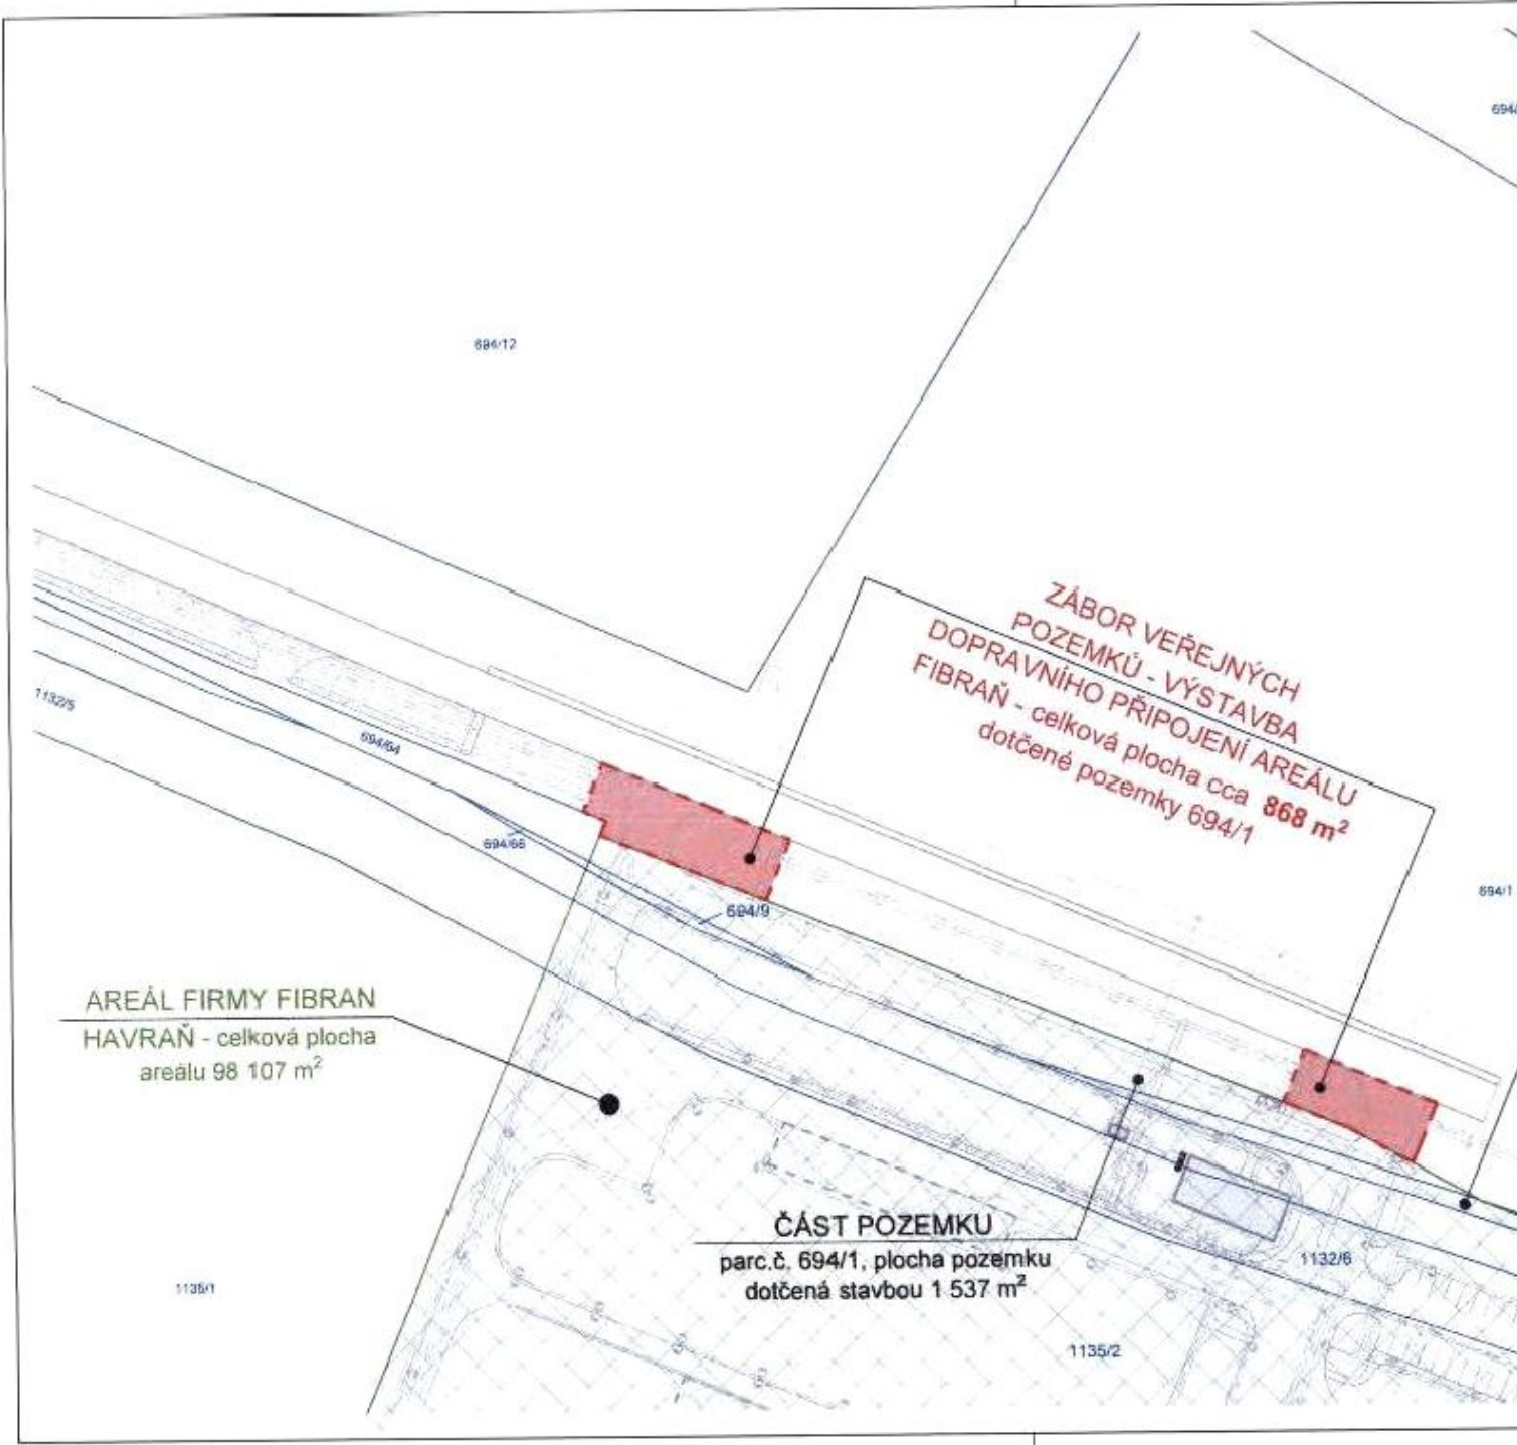 694/12
ZÁBOR VEŘEJNÝCH
POZEMKŮ - VÝSTAVBA
DOPRAVNÍHO PŘIPOJENÍ AREÁLU
FIBRAŇ - celková plocha cca 868 m²
dotčené pozemky 694/1
1132/5
694/64
694/66
694/9
694/1
AREÁL FIRMY FIBRAN
HAVRAŇ - celková plocha
areálu 98 107 m²
ČÁST POZEMKU
parc.č. 694/1, plocha pozemku
dotčená stavbou 1 537 m²
1132/6
1135/1
1135/2